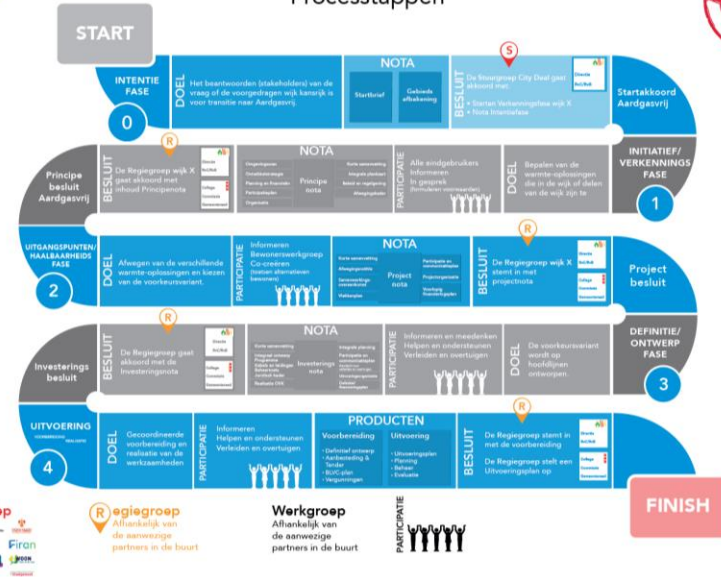 Processtappen
START
INTENTIE
FASE
0
DOEL
Het beantwoorden (stakeholders) van de
vraag of de voorgedragen wijk kansrijk is
voor transitie naar Aardgasvrij.
NOTA
Startbrief
Gebieds
afbakening
BESLUIT
S
De Stuurgroep City Deal gaat
akkoord met:
• Starten Verkenningsfase wijk X
• Nota Intentiefase
Startakkoord
Aardgasvrij
INITIATIEF/
VERKENNINGS
FASE
1
DOEL
Bepalen van de
warmte-oplossingen
die in de wijk of delen
van de wijk zijn te
PARTICIPATIE
Alle eindgebruikers
Informeren
In gesprek
(formuleren voorwaarden)
NOTA
Principe
nota
BESLUIT
R
De Regiegroep wijk X
gaat akkoord met
inhoud Principenota
Principe
besluit
Aardgasvrij
UITGANGSPUNTEN/
HAALBAARHEIDS
FASE
2
DOEL
Afwegen van de verschillende
warmte-oplossingen en kiezen
van de voorkeursvariant.
PARTICIPATIE
Informeren
Bewonerswerkgroep
Co-creëren
(toetsen alternatieven
bewoners)
NOTA
Project
nota
BESLUIT
R
De Regiegroep wijk X
stemt in met
projectnota
Project
besluit
DEFINITIE/
ONTWERP
FASE
3
DOEL
De voorkeursvariant
wordt op
hoofdlijnen
ontworpen.
PARTICIPATIE
Informeren en meedenken
Helpen en ondersteunen
Verleiden en overtuigen
NOTA
Investerings
nota
BESLUIT
R
De Regiegroep gaat
akkoord met de
Investeringsnota
Investerings
besluit
UITVOERING
4
DOEL
Gecoordineerde
voorbereiding en
realisatie van de
werkzaamheden
PARTICIPATIE
Informeren
Helpen en ondersteunen
Verleiden en overtuigen
PRODUCTEN
Voorbereiding
• Definitief ontwerp
• Aanbesteding &
Tender
• BLVC-plan
• Vergunningen
Uitvoering
• Uitvoeringsplan
• Planning
• Beheer
• Evaluatie
BESLUIT
R
De Regiegroep stemt in
met de voorbereiding
De Regiegroep stelt een
Uitvoeringsplan op
FINISH
Regiegroep
Afhankelijk van
de aanwezige
partners in de buurt
Werkgroep
Afhankelijk van
de aanwezige
partners in de buurt
PARTICIPATIE
Firan